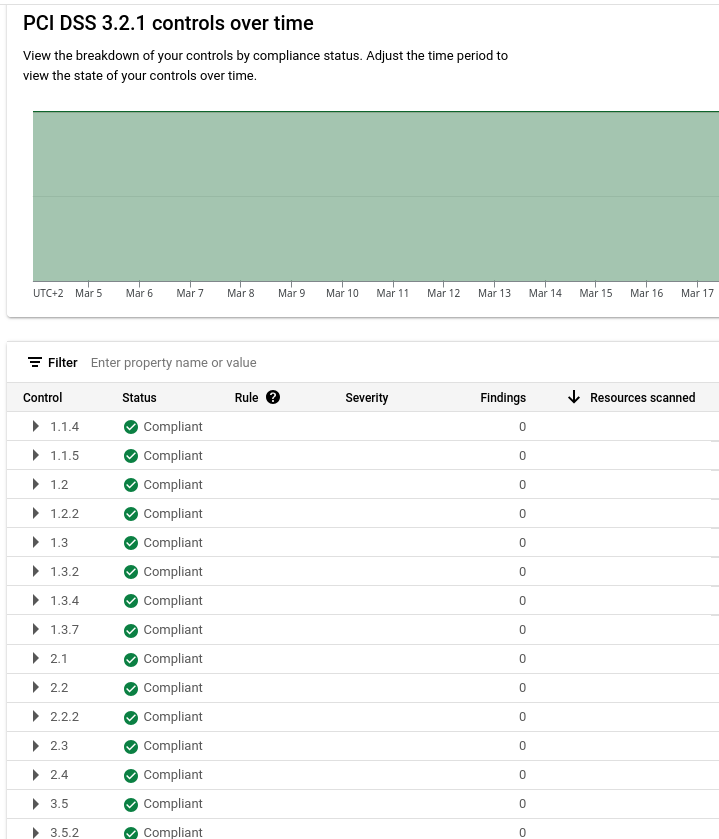 PCI DSS 3.2.1 controls over time
View the breakdown of your controls by compliance status. Adjust the time period to
view the state of your controls over time.
UTC+2 Mar 5 Mar 6 Mar 7 Mar 8 Mar 9 Mar 10 Mar 11 Mar 12 Mar 13 Mar 14 Mar 15 Mar 16 Mar 17
Filter Enter property name or value
Control Status Rule ? Severity Findings Resources scanned
1.1.4 Compliant 0
1.1.5 Compliant 0
1.2 Compliant 0
1.2.2 Compliant 0
1.3 Compliant 0
1.3.2 Compliant 0
1.3.4 Compliant 0
1.3.7 Compliant 0
2.1 Compliant 0
2.2 Compliant 0
2.2.2 Compliant 0
2.3 Compliant 0
2.4 Compliant 0
3.5 Compliant 0
3.5.2 Compliant 0